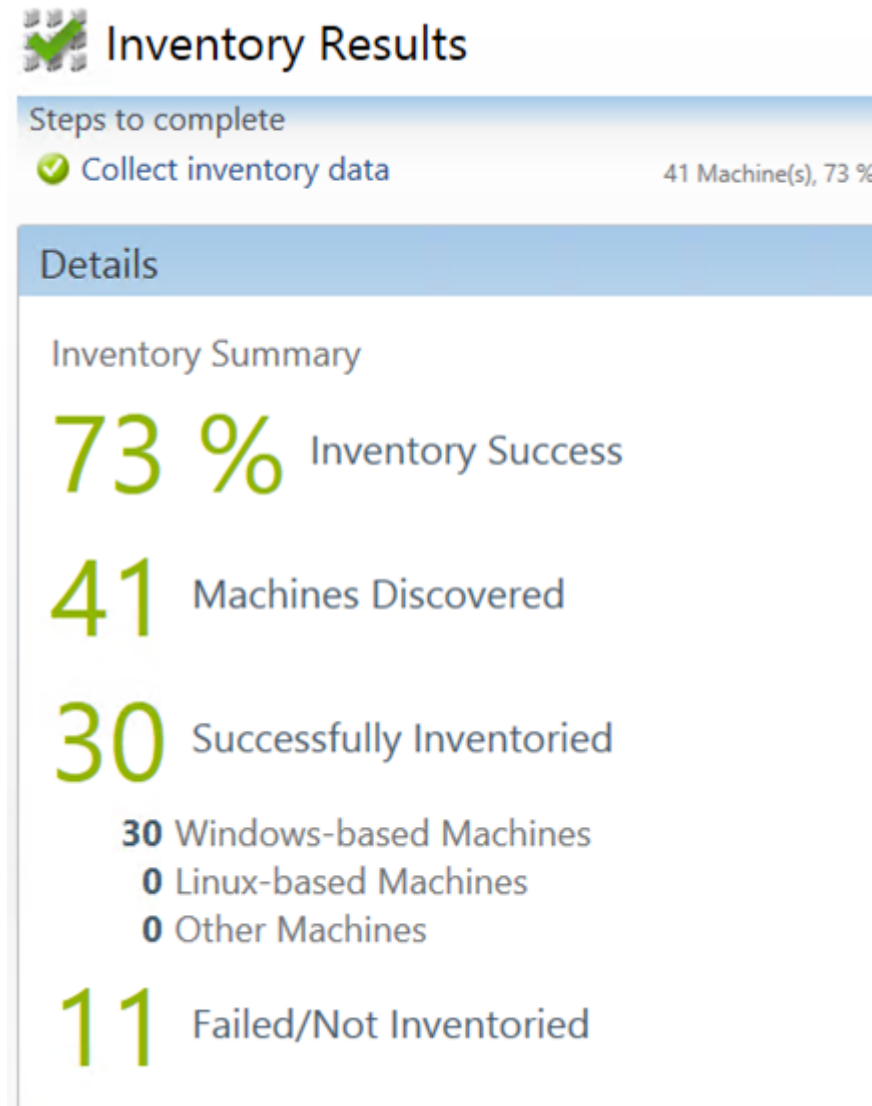 Inventory Results
Steps to complete
Collect inventory data 41 Machine(s), 73 %
Details
Inventory Summary
73 % Inventory Success
41 Machines Discovered
30 Successfully Inventoried
30 Windows-based Machines
0 Linux-based Machines
0 Other Machines
11 Failed/Not Inventoried